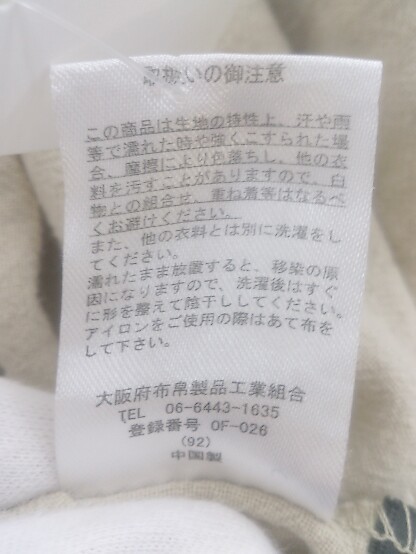 取扱いの御注意
この商品は生地の特性上、汗や雨
等で濡れた時や強くこすられた場
合、摩擦により色落ちし、他の衣
料を汚すことがありますので、白
物との組合せ、重ね着等はなるべ
くお避けください。
また、他の衣料とは別に洗濯をし
てください。
濡れたまま放置すると、移染の原
因になりますので、洗濯後はすぐ
に形を整えて陰干ししてください。
アイロンをご使用の際はあて布を
して下さい。
大阪府布帛製品工業組合
TEL 06-6443-1635
登録番号 OF-026
(92)
中国製